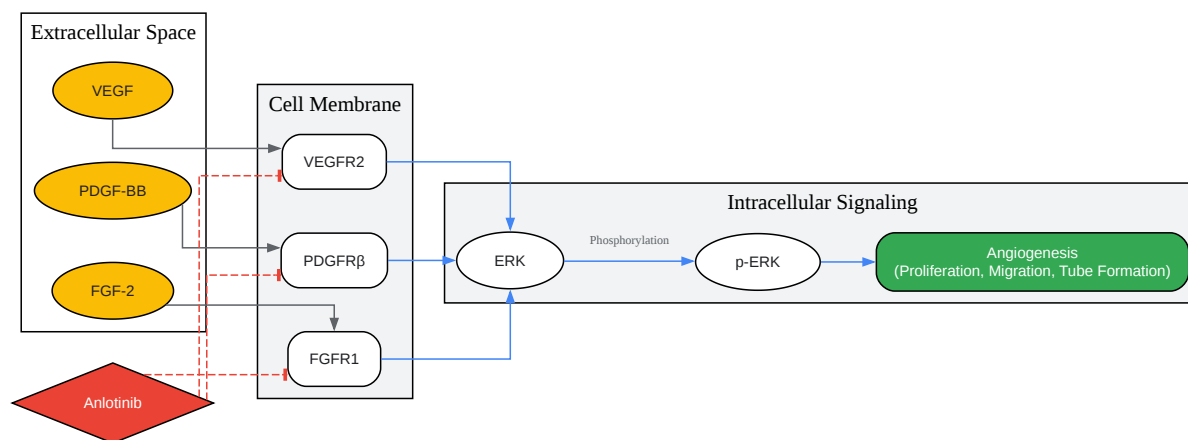 Extracellular Space
VEGF
PDGF-BB
FGF-2
Anlotinib
Cell Membrane
VEGFR2
PDGFRβ
FGFR1
Intracellular Signaling
ERK
Phosphorylation
p-ERK
Angiogenesis
(Proliferation, Migration, Tube Formation)